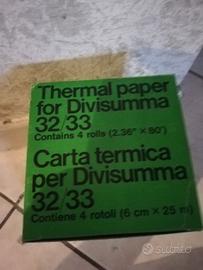 Thermal paper
for Divisumma
32/33
Contains 4 rolls (2.36" × 80')
Carta termica
per Divisumma
32/33
Contiene 4 rotoli (6 cm × 25 m)
subito